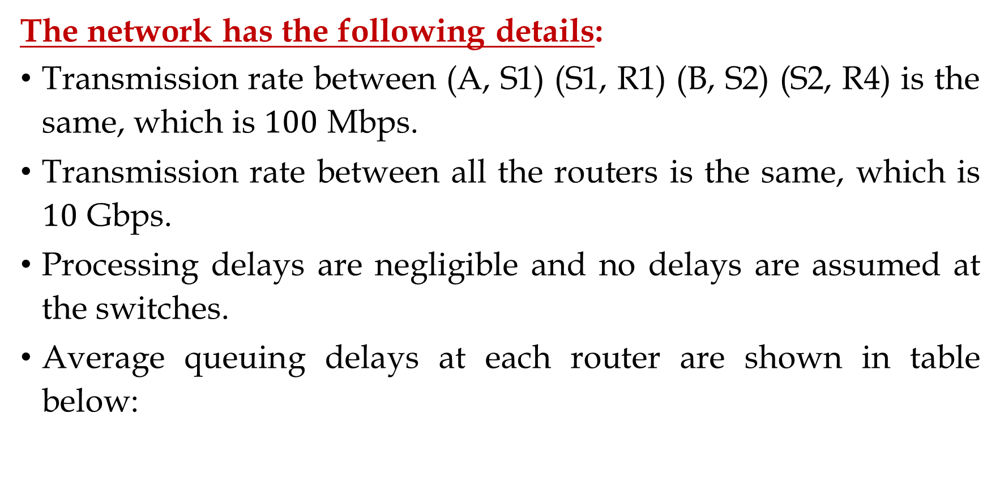 The network has the following details:
• Transmission rate between (A, S1) (S1, R1) (B, S2) (S2, R4) is the
same, which is 100 Mbps.
• Transmission rate between all the routers is the same, which is
10 Gbps.
• Processing delays are negligible and no delays are assumed at
the switches.
• Average queuing delays at each router are shown in table
below: